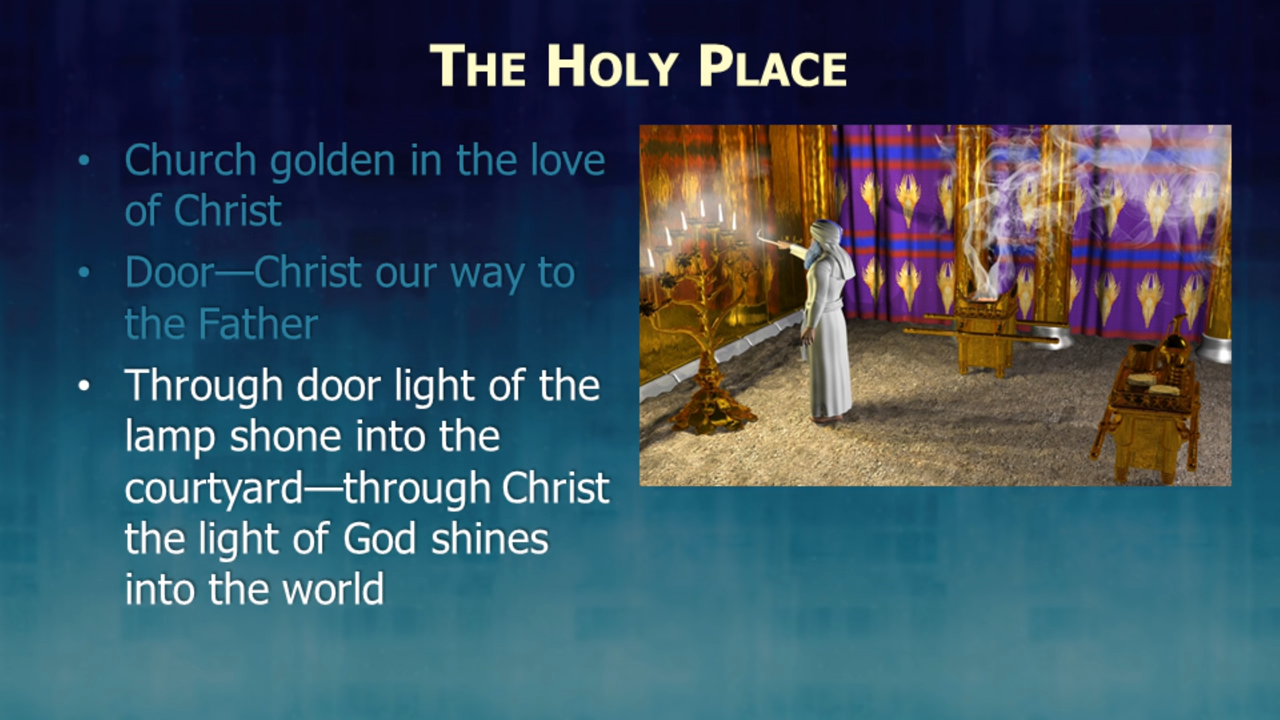 THE HOLY PLACE
• Church golden in the love
of Christ
• Door—Christ our way to
the Father
• Through door light of the
lamp shone into the
courtyard—through Christ
the light of God shines
into the world